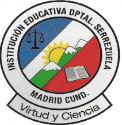 INSTITUCIÓN EDUCATIVA DPTAL. SERREZUELA
MADRID CUND.
Virtud y Ciencia